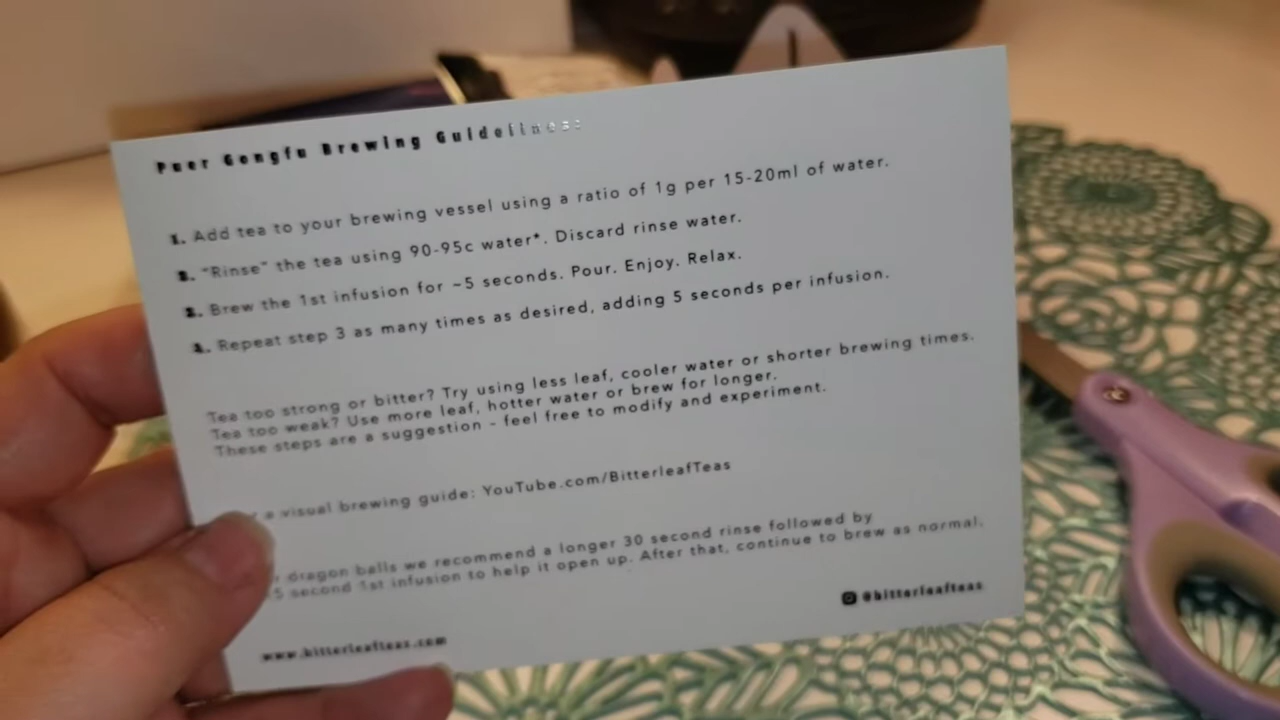 Puer Gongfu Brewing Guidelines:
1. Add tea to your brewing vessel using a ratio of 1g per 15-20ml of water.
2. "Rinse" the tea using 90-95c water*. Discard rinse water.
3. Brew the 1st infusion for ~5 seconds. Pour. Enjoy. Relax.
4. Repeat step 3 as many times as desired, adding 5 seconds per infusion.
Tea too strong or bitter? Try using less leaf, cooler water or shorter brewing times.
Tea too weak? Use more leaf, hotter water or brew for longer.
These steps are a suggestion - feel free to modify and experiment.
a visual brewing guide: YouTube.com/BitterleafTeas
dragon balls we recommend a longer 30 second rinse followed by
second 1st infusion to help it open up. After that, continue to brew as normal.
@bitterleafteas
www.bitterleafteas.com